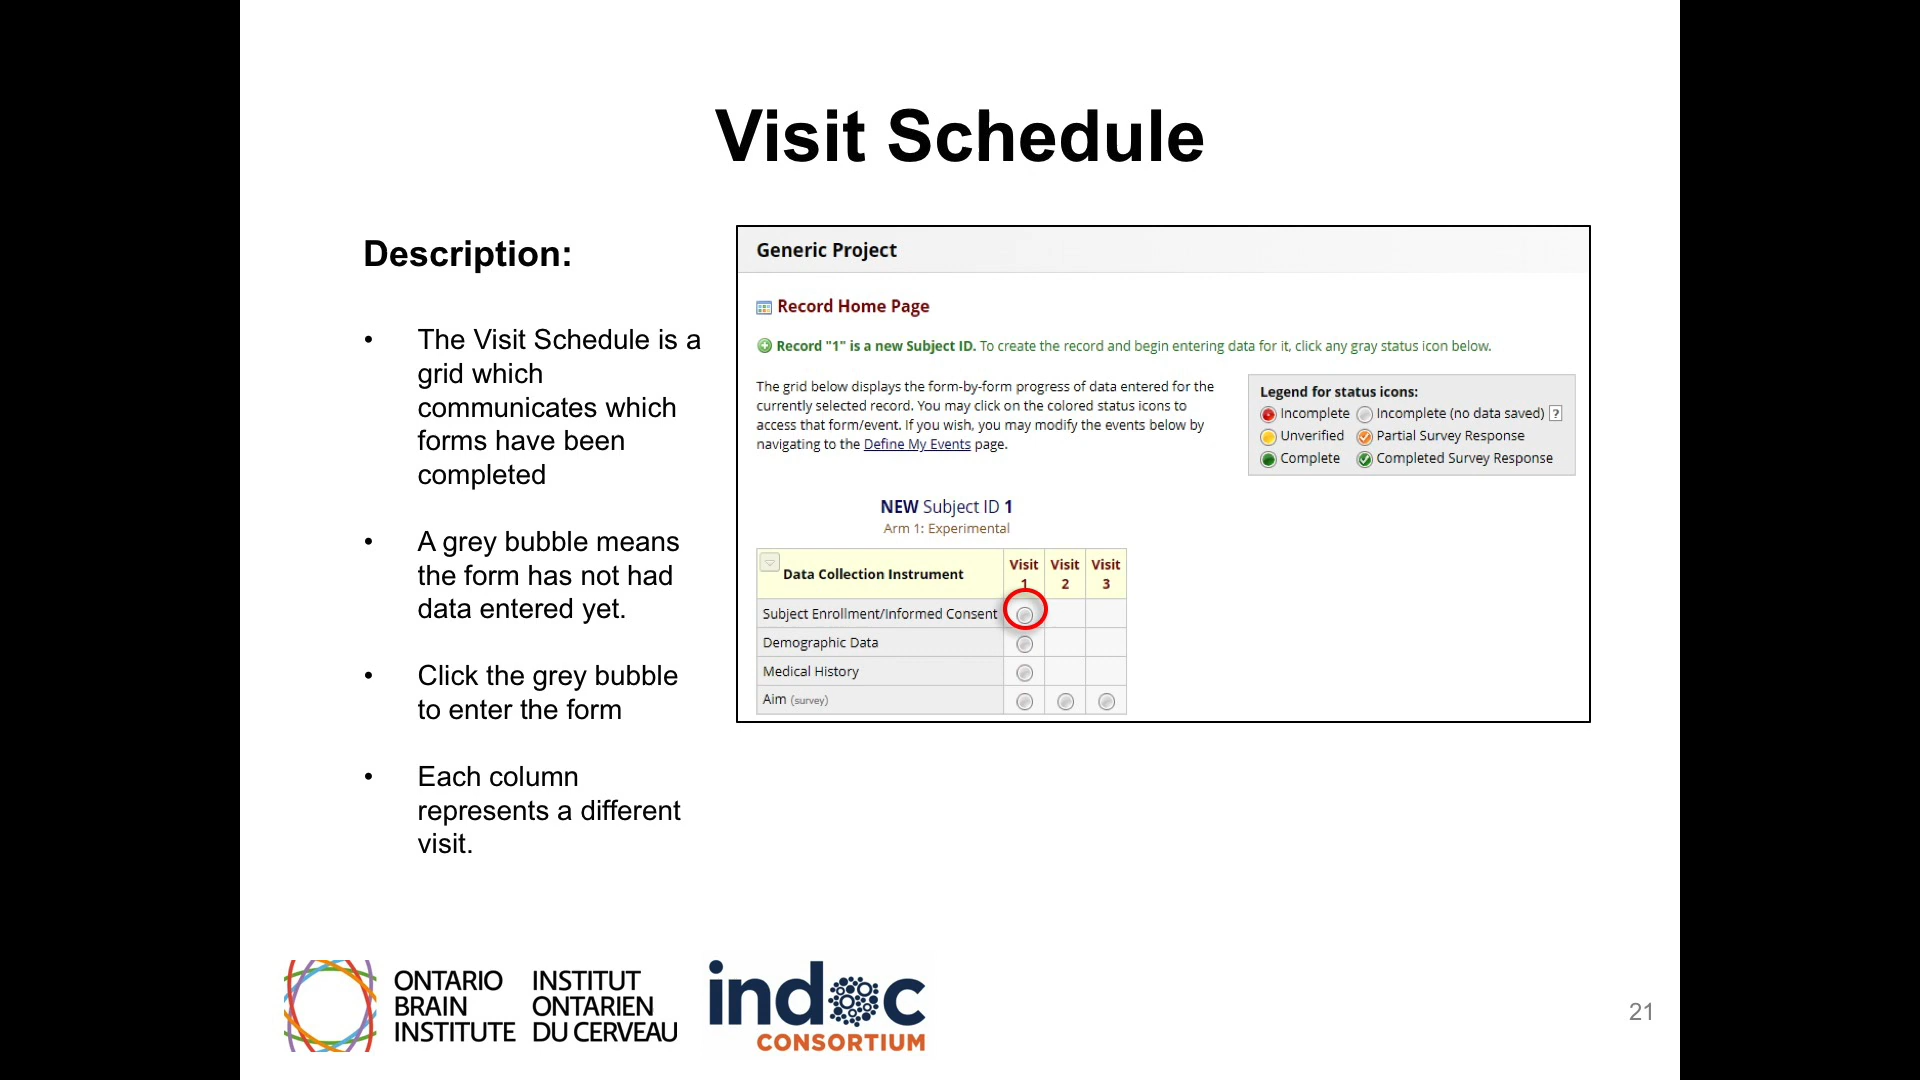 Visit Schedule
Description:
• The Visit Schedule is a
grid which
communicates which
forms have been
completed
• A grey bubble means
the form has not had
data entered yet.
• Click the grey bubble
to enter the form
• Each column
represents a different
visit.
Generic Project
Record Home Page
Record "1" is a new Subject ID. To create the record and begin entering data for it, click any gray status icon below.
The grid below displays the form-by-form progress of data entered for the
currently selected record. You may click on the colored status icons to
access that form/event. If you wish, you may modify the events below by
navigating to the Define My Events page.
Legend for status icons:
Incomplete Incomplete (no data saved) ?
Unverified Partial Survey Response
Complete Completed Survey Response
NEW Subject ID 1
Arm 1: Experimental
Data Collection Instrument Visit 1 Visit 2 Visit 3
Subject Enrollment/Informed Consent
Demographic Data
Medical History
Aim (survey)
ONTARIO INSTITUT
BRAIN ONTARIEN
INSTITUTE DU CERVEAU
indoc
CONSORTIUM
21